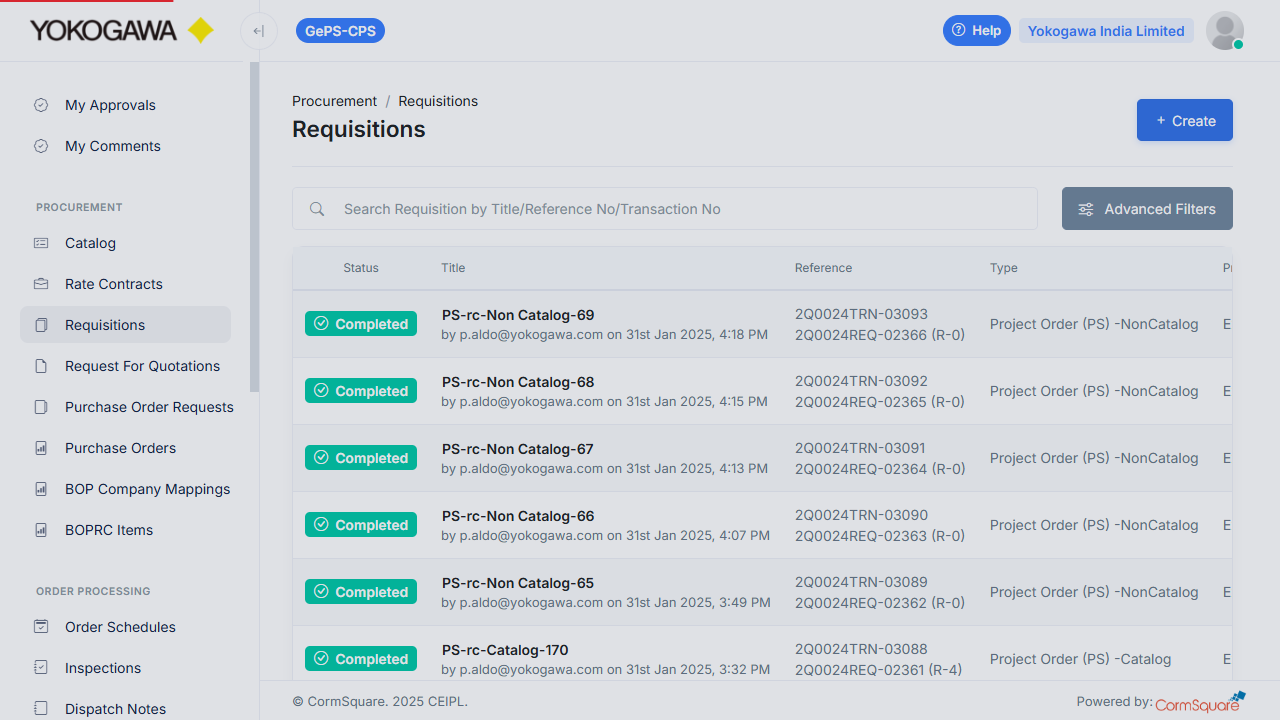 YOKOGAWA
GePS-CPS
Help
Yokogawa India Limited
My Approvals
My Comments
PROCUREMENT
Catalog
Rate Contracts
Requisitions
Request For Quotations
Purchase Order Requests
Purchase Orders
BOP Company Mappings
BOPRC Items
ORDER PROCESSING
Order Schedules
Inspections
Dispatch Notes
Procurement / Requisitions
Requisitions
+ Create
Search Requisition by Title/Reference No/Transaction No
Advanced Filters
Status Title Reference Type
Completed PS-rc-Non Catalog-69 2Q0024TRN-03093 Project Order (PS) -NonCatalog E
by p.aldo@yokogawa.com on 31st Jan 2025, 4:18 PM 2Q0024REQ-02366 (R-0)
Completed PS-rc-Non Catalog-68 2Q0024TRN-03092 Project Order (PS) -NonCatalog E
by p.aldo@yokogawa.com on 31st Jan 2025, 4:15 PM 2Q0024REQ-02365 (R-0)
Completed PS-rc-Non Catalog-67 2Q0024TRN-03091 Project Order (PS) -NonCatalog E
by p.aldo@yokogawa.com on 31st Jan 2025, 4:13 PM 2Q0024REQ-02364 (R-0)
Completed PS-rc-Non Catalog-66 2Q0024TRN-03090 Project Order (PS) -NonCatalog E
by p.aldo@yokogawa.com on 31st Jan 2025, 4:07 PM 2Q0024REQ-02363 (R-0)
Completed PS-rc-Non Catalog-65 2Q0024TRN-03089 Project Order (PS) -NonCatalog E
by p.aldo@yokogawa.com on 31st Jan 2025, 3:49 PM 2Q0024REQ-02362 (R-0)
Completed PS-rc-Catalog-170 2Q0024TRN-03088 Project Order (PS) -Catalog E
by p.aldo@yokogawa.com on 31st Jan 2025, 3:32 PM 2Q0024REQ-02361 (R-4)
© CormSquare. 2025 CEIPL.
Powered by: CormSquare